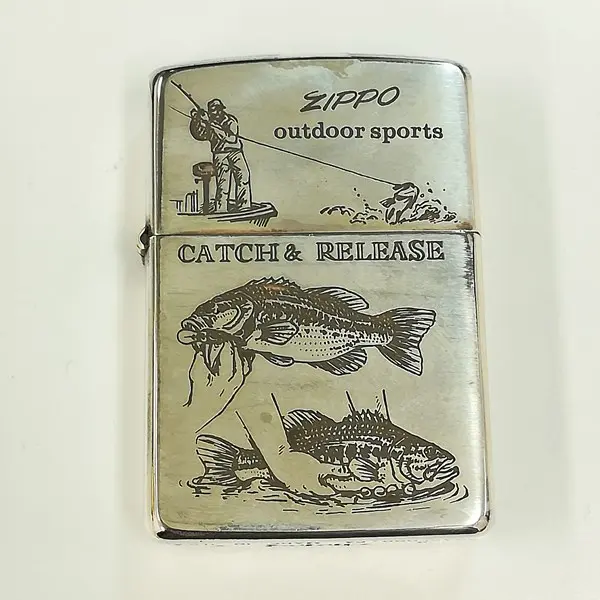 ZIPPO
outdoor sports
CATCH & RELEASE